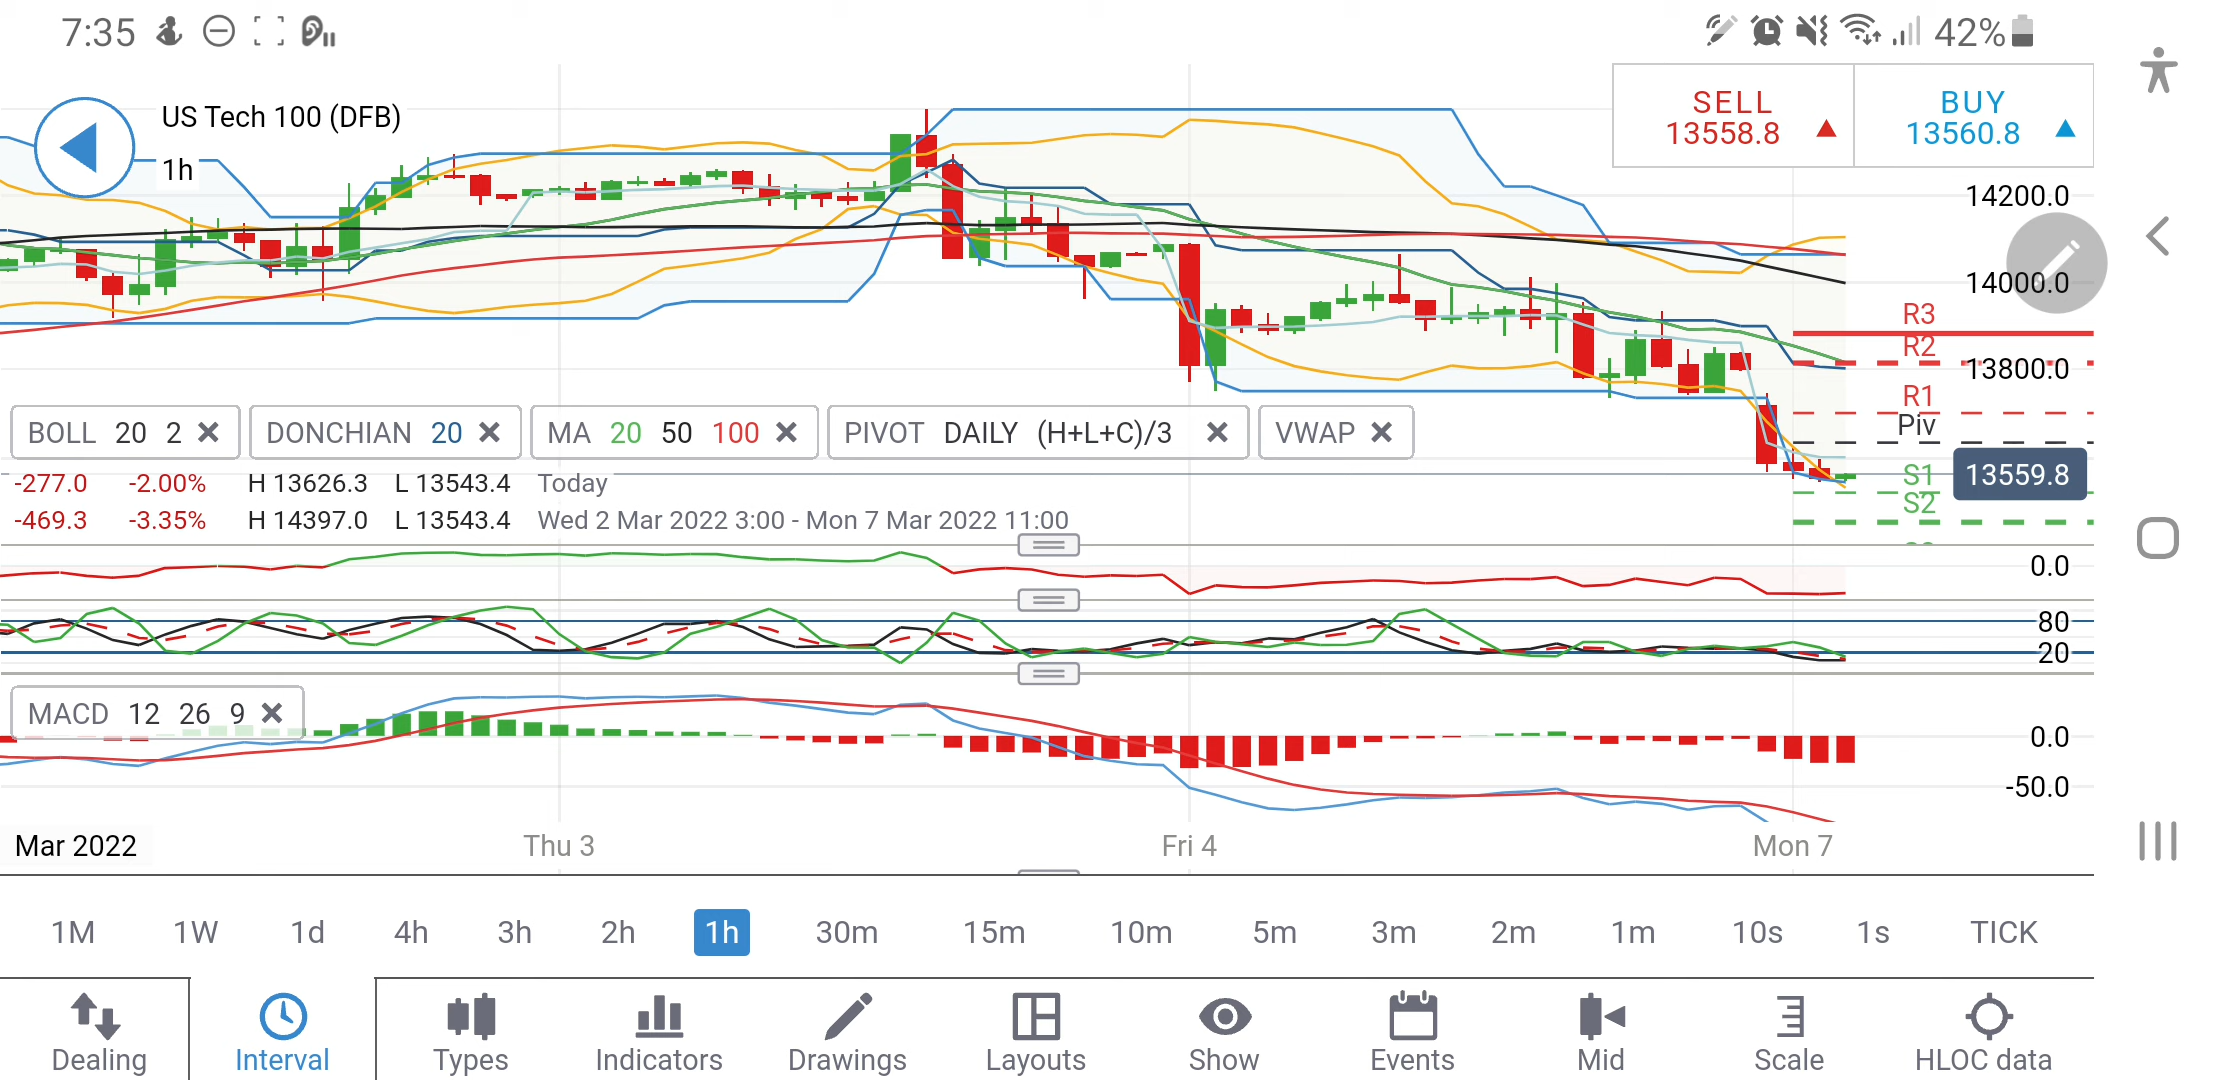 7:35
42%
US Tech 100 (DFB)
1h
SELL
13558.8
BUY
13560.8
14200.0
14000.0
R3
R2
13800.0
R1
Piv
BOLL 20 2
DONCHIAN 20
MA 20 50 100
PIVOT DAILY (H+L+C)/3
VWAP
S1
13559.8
S2
-277.0 -2.00% H 13626.3 L 13543.4 Today
-469.3 -3.35% H 14397.0 L 13543.4 Wed 2 Mar 2022 3:00 - Mon 7 Mar 2022 11:00
0.0
80
20
MACD 12 26 9
0.0
-50.0
Mar 2022 Thu 3 Fri 4 Mon 7
1M 1W 1d 4h 3h 2h 1h 30m 15m 10m 5m 3m 2m 1m 10s 1s TICK
Dealing Interval Types Indicators Drawings Layouts Show Events Mid Scale HLOC data